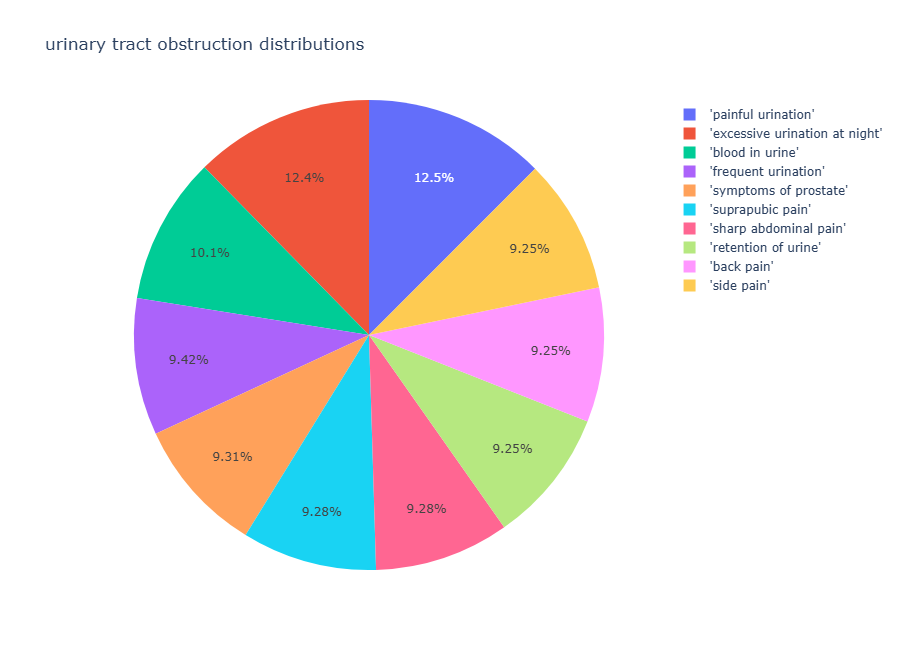 urinary tract obstruction distributions
'painful urination'
'excessive urination at night'
'blood in urine'
'frequent urination'
'symptoms of prostate'
'suprapubic pain'
'sharp abdominal pain'
'retention of urine'
'back pain'
'side pain'
12.4%
12.5%
10.1%
9.25%
9.42%
9.25%
9.31%
9.25%
9.28%
9.28%